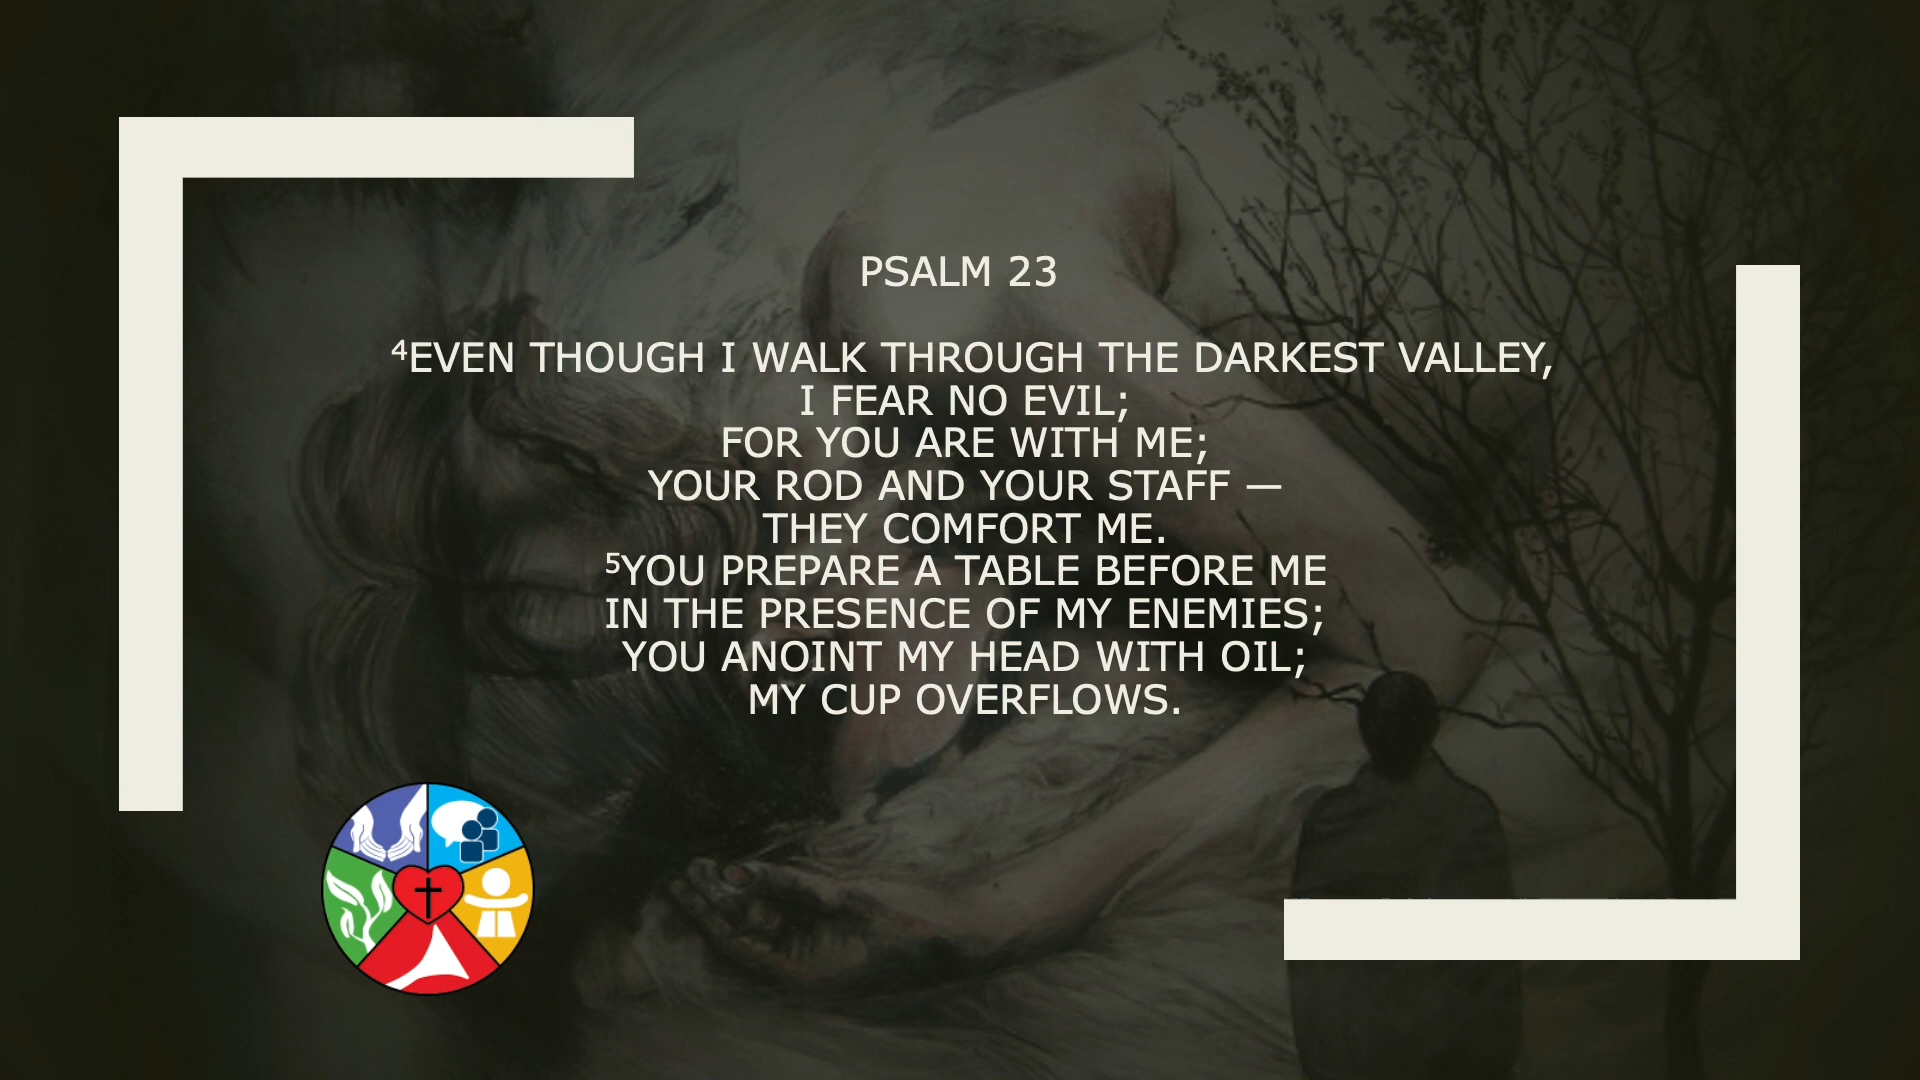 PSALM 23
⁴EVEN THOUGH I WALK THROUGH THE DARKEST VALLEY,
I FEAR NO EVIL;
FOR YOU ARE WITH ME;
YOUR ROD AND YOUR STAFF —
THEY COMFORT ME.
⁵YOU PREPARE A TABLE BEFORE ME
IN THE PRESENCE OF MY ENEMIES;
YOU ANOINT MY HEAD WITH OIL;
MY CUP OVERFLOWS.